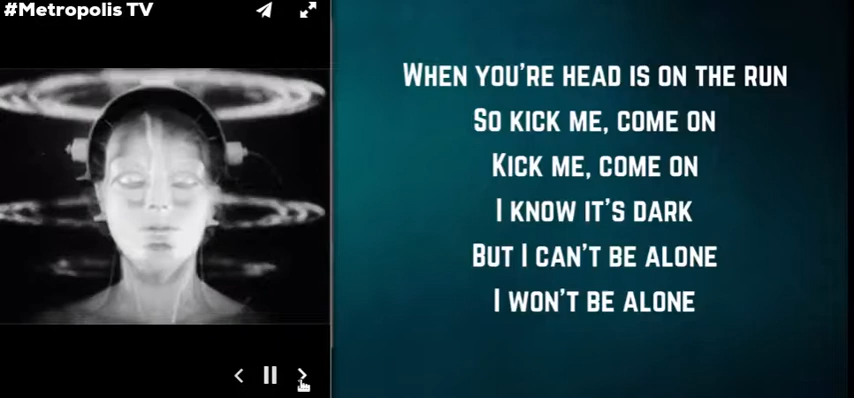 #Metropolis TV
When you're head is on the run
So kick me, come on
Kick me, come on
I know it's dark
But I can't be alone
I won't be alone